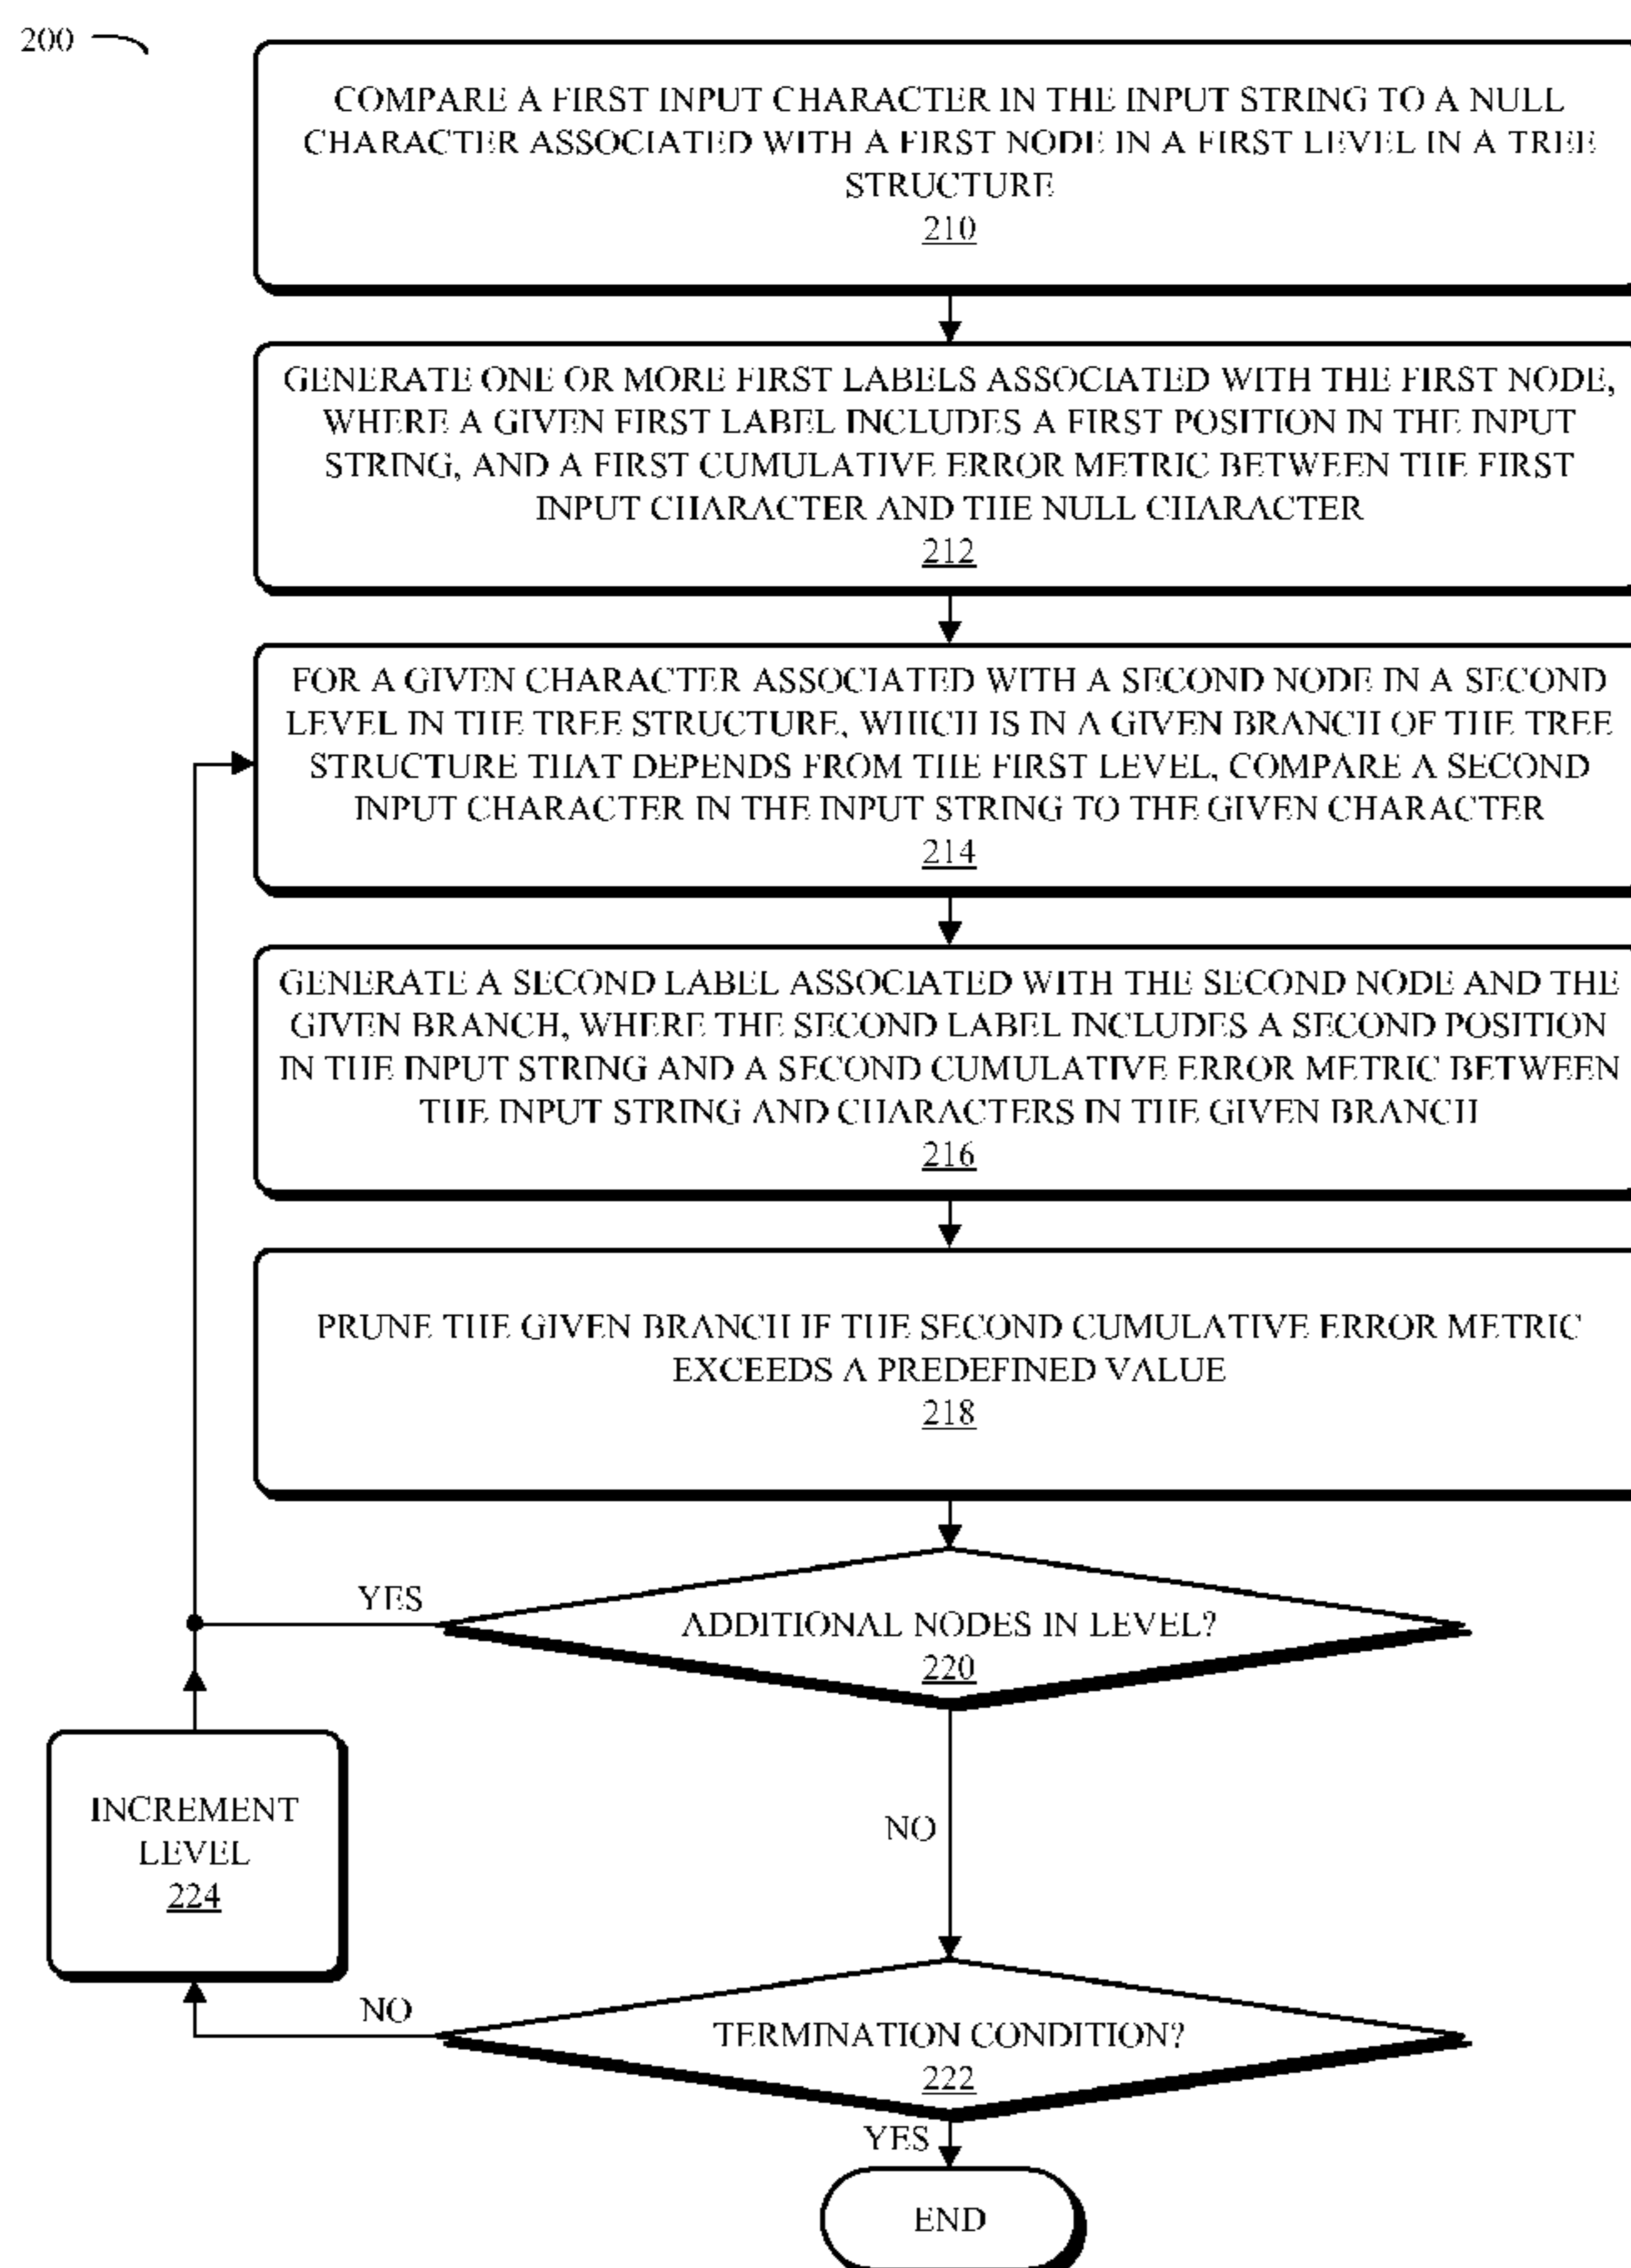 200
COMPARE A FIRST INPUT CHARACTER IN THE INPUT STRING TO A NULL
CHARACTER ASSOCIATED WITH A FIRST NODE IN A FIRST LEVEL IN A TREE
STRUCTURE
210
GENERATE ONE OR MORE FIRST LABELS ASSOCIATED WITH THE FIRST NODE,
WHERE A GIVEN FIRST LABEL INCLUDES A FIRST POSITION IN THE INPUT
STRING, AND A FIRST CUMULATIVE ERROR METRIC BETWEEN THE FIRST
INPUT CHARACTER AND THE NULL CHARACTER
212
FOR A GIVEN CHARACTER ASSOCIATED WITH A SECOND NODE IN A SECOND
LEVEL IN THE TREE STRUCTURE, WHICH IS IN A GIVEN BRANCH OF THE TREE
STRUCTURE THAT DEPENDS FROM THE FIRST LEVEL, COMPARE A SECOND
INPUT CHARACTER IN THE INPUT STRING TO THE GIVEN CHARACTER
214
GENERATE A SECOND LABEL ASSOCIATED WITH THE SECOND NODE AND THE
GIVEN BRANCH, WHERE THE SECOND LABEL INCLUDES A SECOND POSITION
IN THE INPUT STRING AND A SECOND CUMULATIVE ERROR METRIC BETWEEN
THE INPUT STRING AND CHARACTERS IN THE GIVEN BRANCH
216
PRUNE THE GIVEN BRANCH IF THE SECOND CUMULATIVE ERROR METRIC
EXCEEDS A PREDEFINED VALUE
218
YES
ADDITIONAL NODES IN LEVEL?
220
INCREMENT
LEVEL
224
NO
NO
TERMINATION CONDITION?
222
YES
END